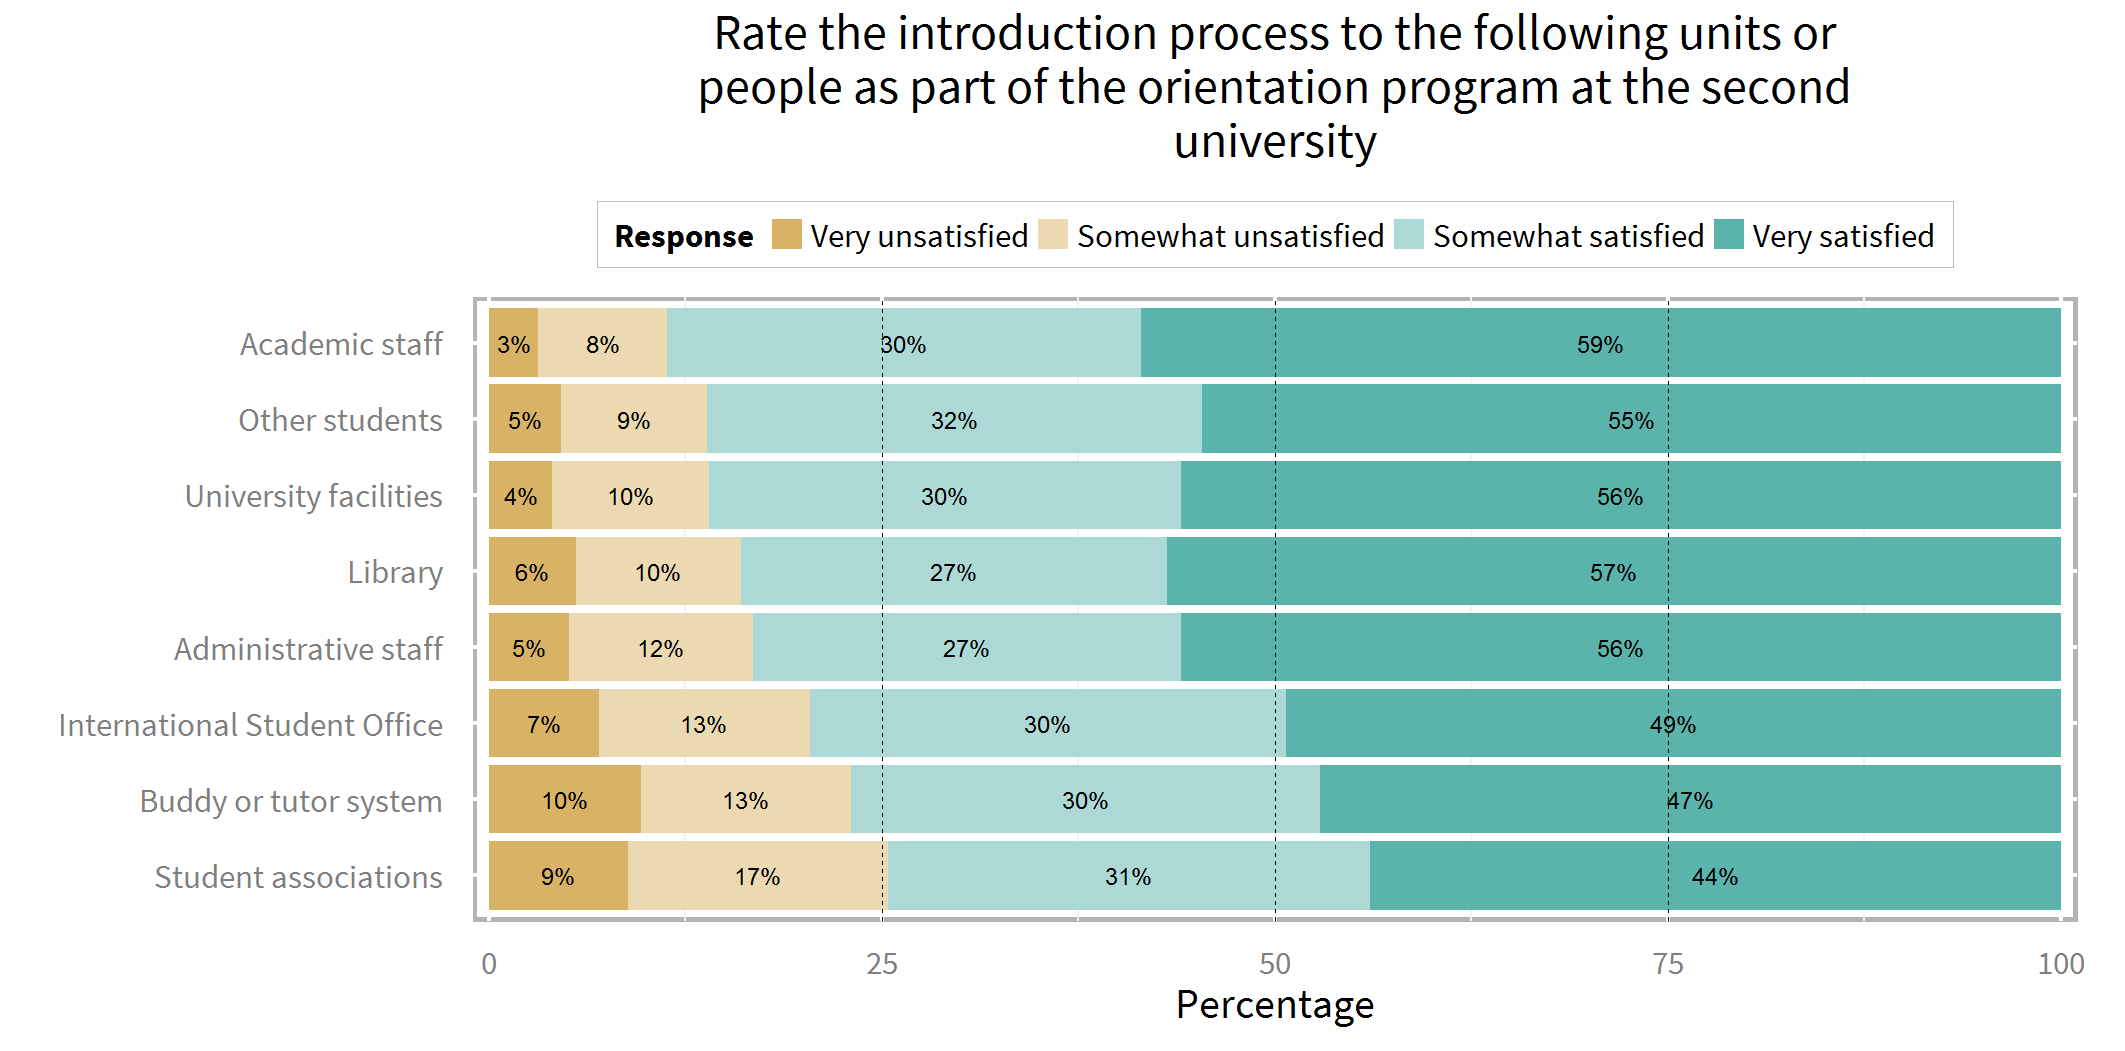 Rate the introduction process to the following units or
people as part of the orientation program at the second
university
Response Very unsatisfied Somewhat unsatisfied Somewhat satisfied Very satisfied
Academic staff 3% 8% 30% 59%
Other students 5% 9% 32% 55%
University facilities 4% 10% 30% 56%
Library 6% 10% 27% 57%
Administrative staff 5% 12% 27% 56%
International Student Office 7% 13% 30% 49%
Buddy or tutor system 10% 13% 30% 47%
Student associations 9% 17% 31% 44%
0 25 50 75 100
Percentage